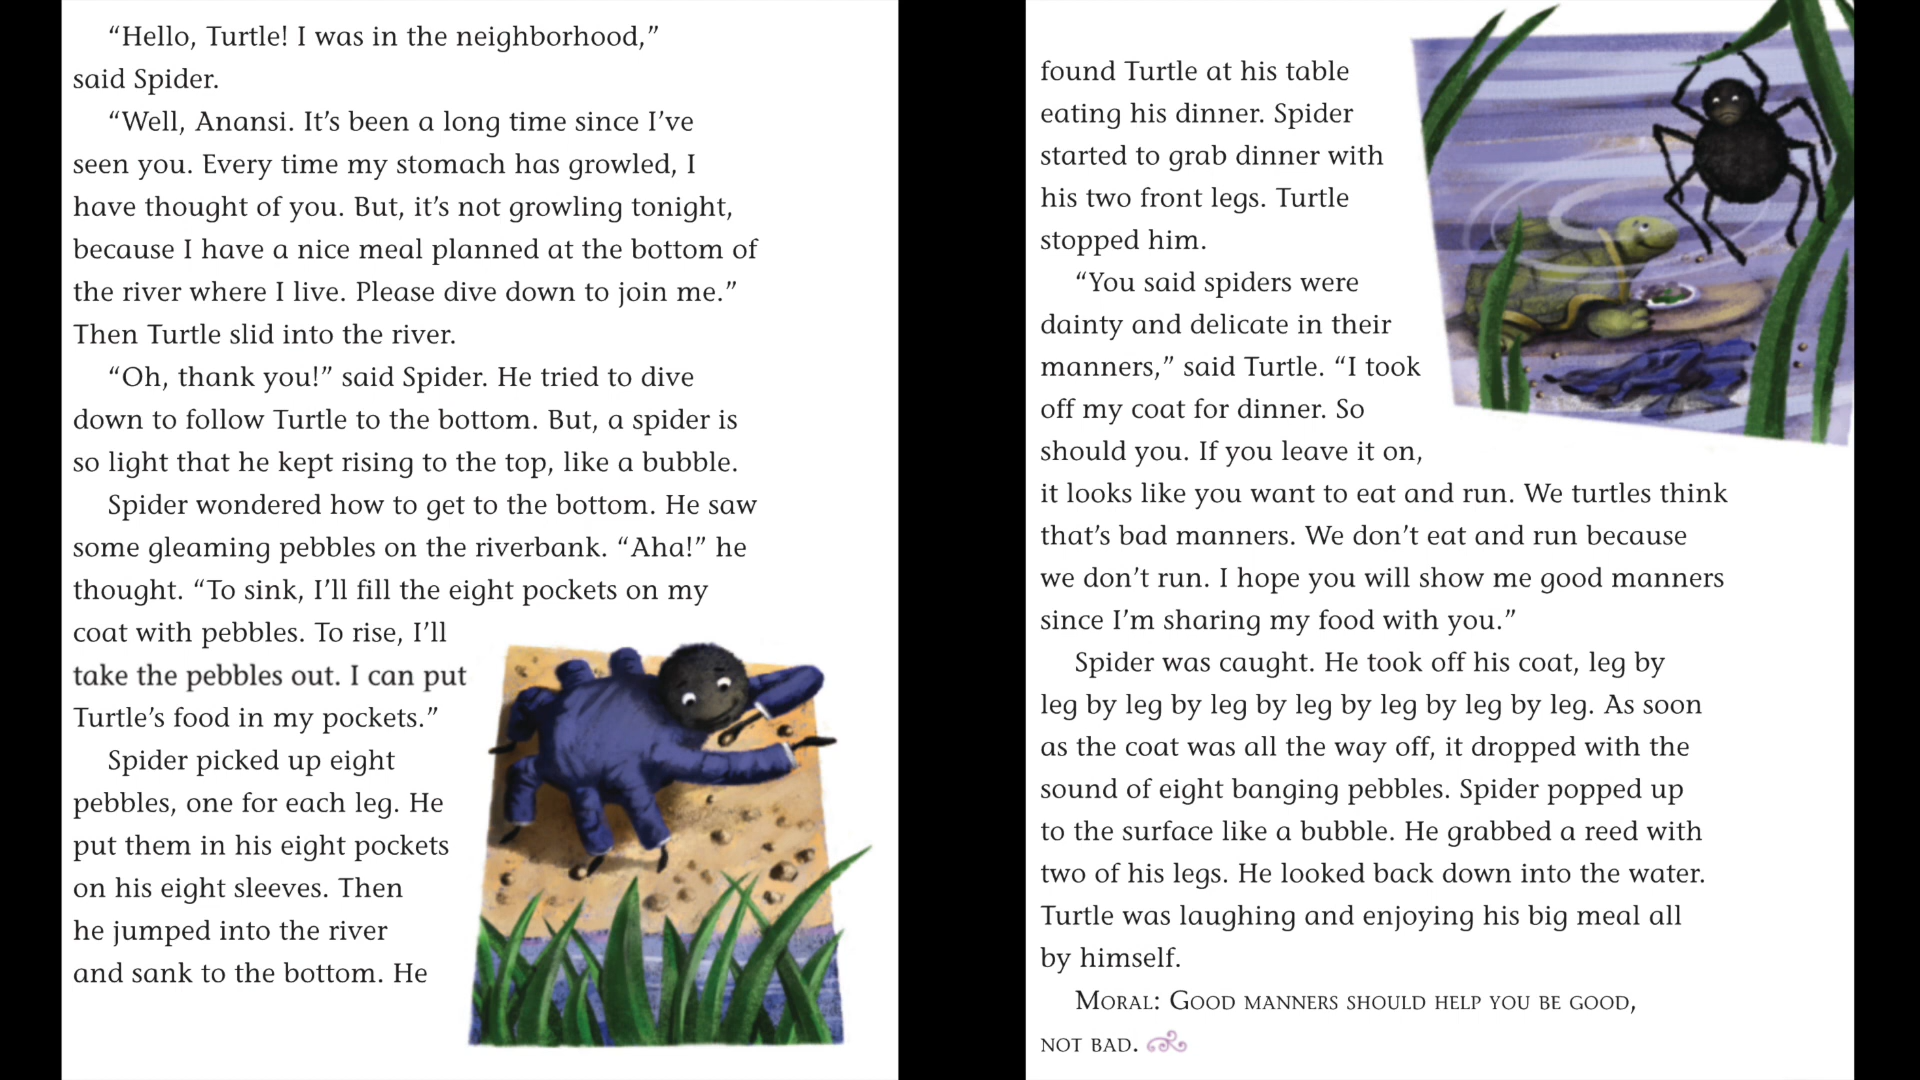 “Hello, Turtle! I was in the neighborhood,”
said Spider.
“Well, Anansi. It’s been a long time since I’ve
seen you. Every time my stomach has growled, I
have thought of you. But, it’s not growling tonight,
because I have a nice meal planned at the bottom of
the river where I live. Please dive down to join me.”
Then Turtle slid into the river.
“Oh, thank you!” said Spider. He tried to dive
down to follow Turtle to the bottom. But, a spider is
so light that he kept rising to the top, like a bubble.
Spider wondered how to get to the bottom. He saw
some gleaming pebbles on the riverbank. “Aha!” he
thought. “To sink, I’ll fill the eight pockets on my
coat with pebbles. To rise, I’ll
take the pebbles out. I can put
Turtle’s food in my pockets.”
Spider picked up eight
pebbles, one for each leg. He
put them in his eight pockets
on his eight sleeves. Then
he jumped into the river
and sank to the bottom. He
found Turtle at his table
eating his dinner. Spider
started to grab dinner with
his two front legs. Turtle
stopped him.
“You said spiders were
dainty and delicate in their
manners,” said Turtle. “I took
off my coat for dinner. So
should you. If you leave it on,
it looks like you want to eat and run. We turtles think
that’s bad manners. We don’t eat and run because
we don’t run. I hope you will show me good manners
since I’m sharing my food with you.”
Spider was caught. He took off his coat, leg by
leg by leg by leg by leg by leg by leg by leg. As soon
as the coat was all the way off, it dropped with the
sound of eight banging pebbles. Spider popped up
to the surface like a bubble. He grabbed a reed with
two of his legs. He looked back down into the water.
Turtle was laughing and enjoying his big meal all
by himself.
Moral: Good manners should help you be good,
not bad.